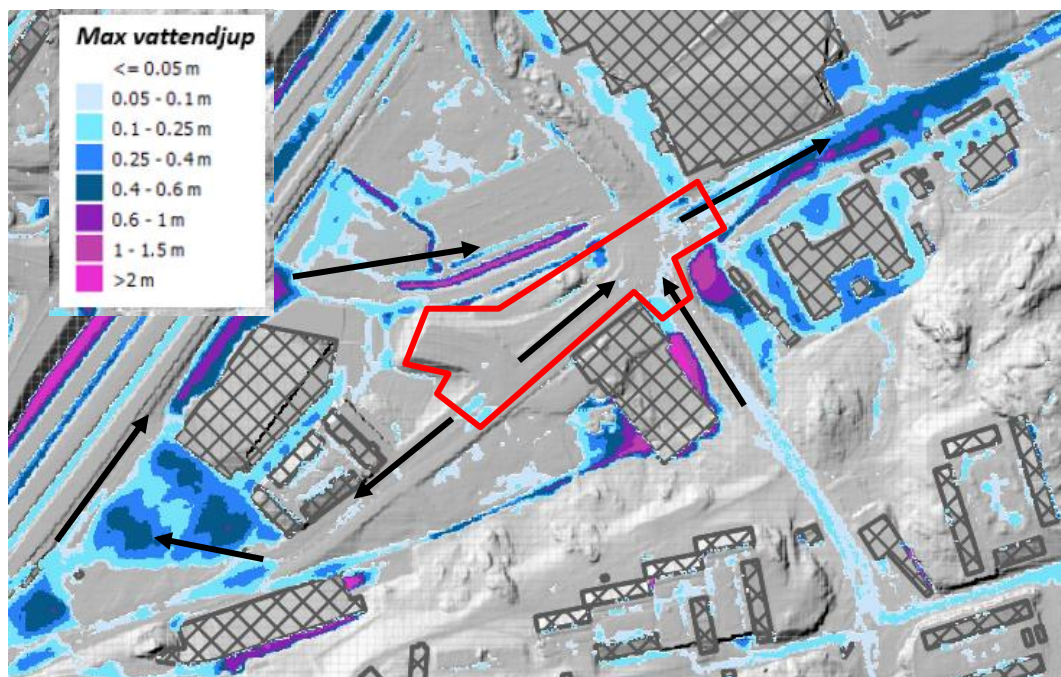 Max vattendjup
<= 0.05 m
0.05 - 0.1 m
0.1 - 0.25 m
0.25 - 0.4 m
0.4 - 0.6 m
0.6 - 1 m
1 - 1.5 m
>2 m